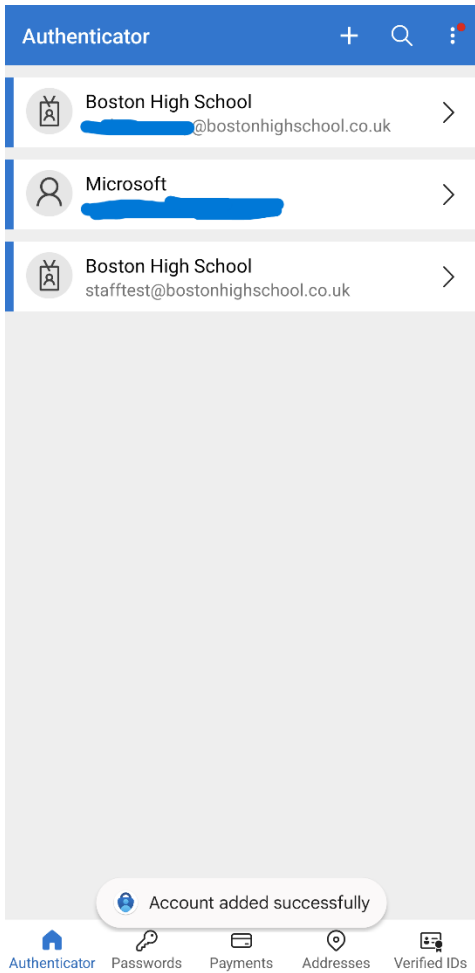 Authenticator
Boston High School
@bostonhighschool.co.uk
Microsoft
Boston High School
stafftest@bostonhighschool.co.uk
Account added successfully
Authenticator Passwords Payments Addresses Verified IDs